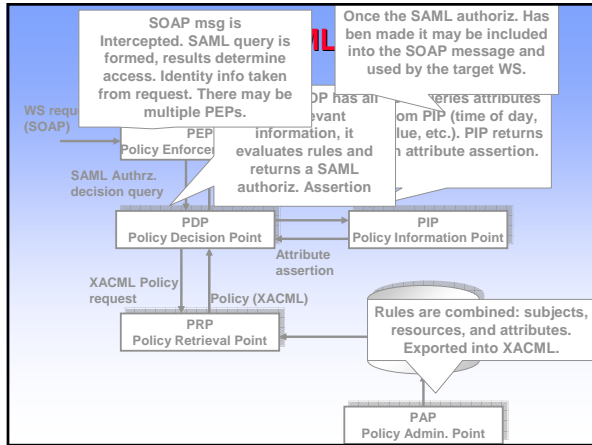 SOAP msg is
Intercepted. SAML query is
formed, results determine
access. Identity info taken
from request. There may be
multiple PEPs.
Once the SAML authoriz. Has
ben made it may be included
into the SOAP message and
used by the target WS.
ML
WS requ
(SOAP)
PEP
Policy Enforce
DP has all
evant
information, it
evaluates rules and
returns a SAML
authoriz. Assertion
eries attributes
om PIP (time of day,
lue, etc.). PIP returns
n attribute assertion.
SAML Authrz.
decision query
PDP
Policy Decision Point
PIP
Policy Information Point
Attribute
assertion
XACML Policy
request
Policy (XACML)
PRP
Policy Retrieval Point
Rules are combined: subjects,
resources, and attributes.
Exported into XACML.
PAP
Policy Admin. Point